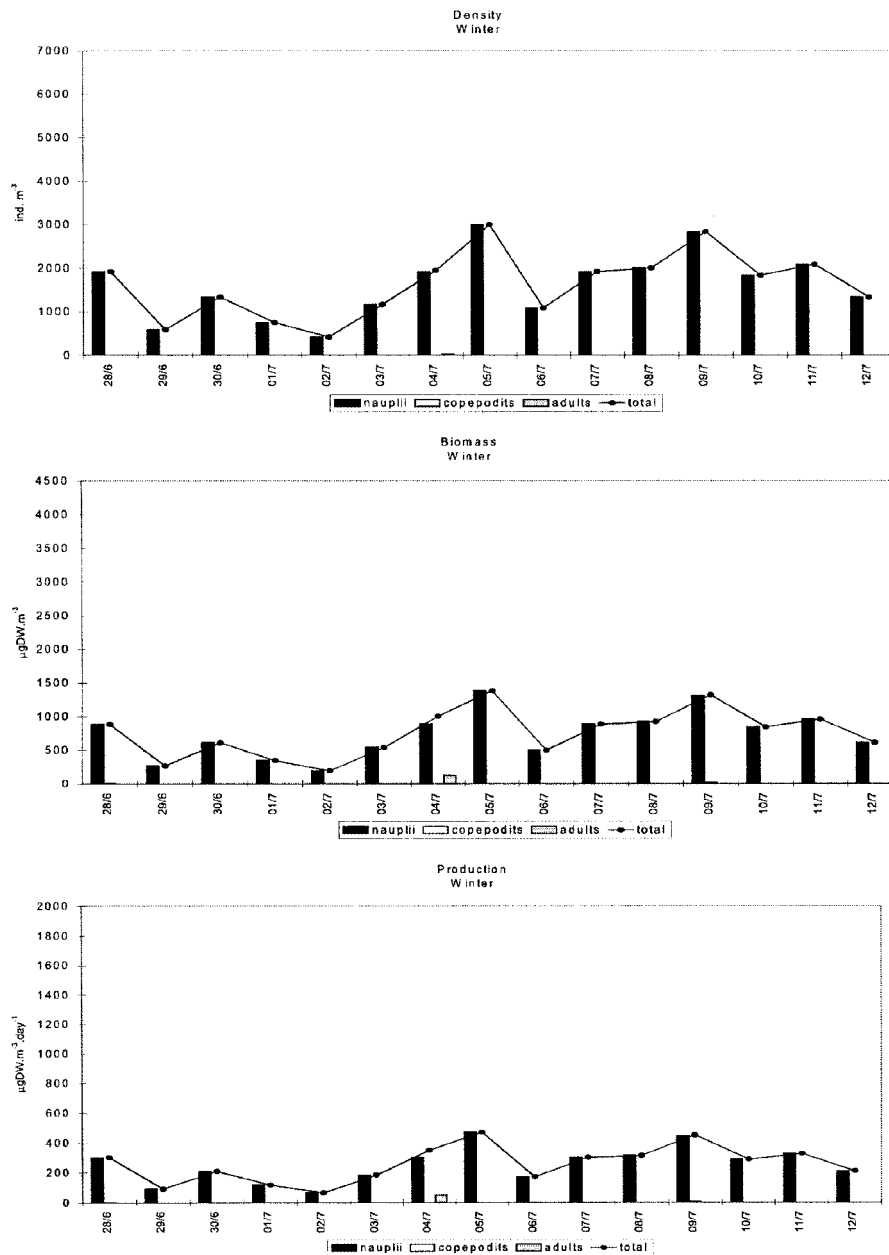 Density
Winter
7000
6000
5000
4000
3000
2000
1000
0
ind. m⁻³
28/6 29/6 30/6 01/7 02/7 03/7 04/7 05/7 06/7 07/7 08/7 09/7 10/7 11/7 12/7
nauplii copepodits adults total
Biomass
Winter
4500
4000
3500
3000
2500
2000
1500
1000
500
0
µgDW.m⁻³
28/6 29/6 30/6 01/7 02/7 03/7 04/7 05/7 06/7 07/7 08/7 09/7 10/7 11/7 12/7
nauplii copepodits adults total
Production
Winter
2000
1800
1600
1400
1200
1000
800
600
400
200
0
µgDW.m⁻³.day⁻¹
28/6 29/6 30/6 01/7 02/7 03/7 04/7 05/7 06/7 07/7 08/7 09/7 10/7 11/7 12/7
nauplii copepodits adults total